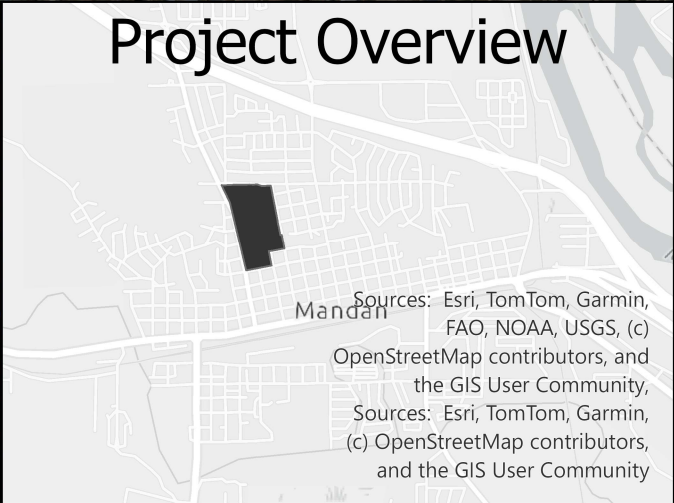 Project Overview
Mandan
Sources: Esri, TomTom, Garmin,
FAO, NOAA, USGS, (c)
OpenStreetMap contributors, and
the GIS User Community,
Sources: Esri, TomTom, Garmin,
(c) OpenStreetMap contributors,
and the GIS User Community